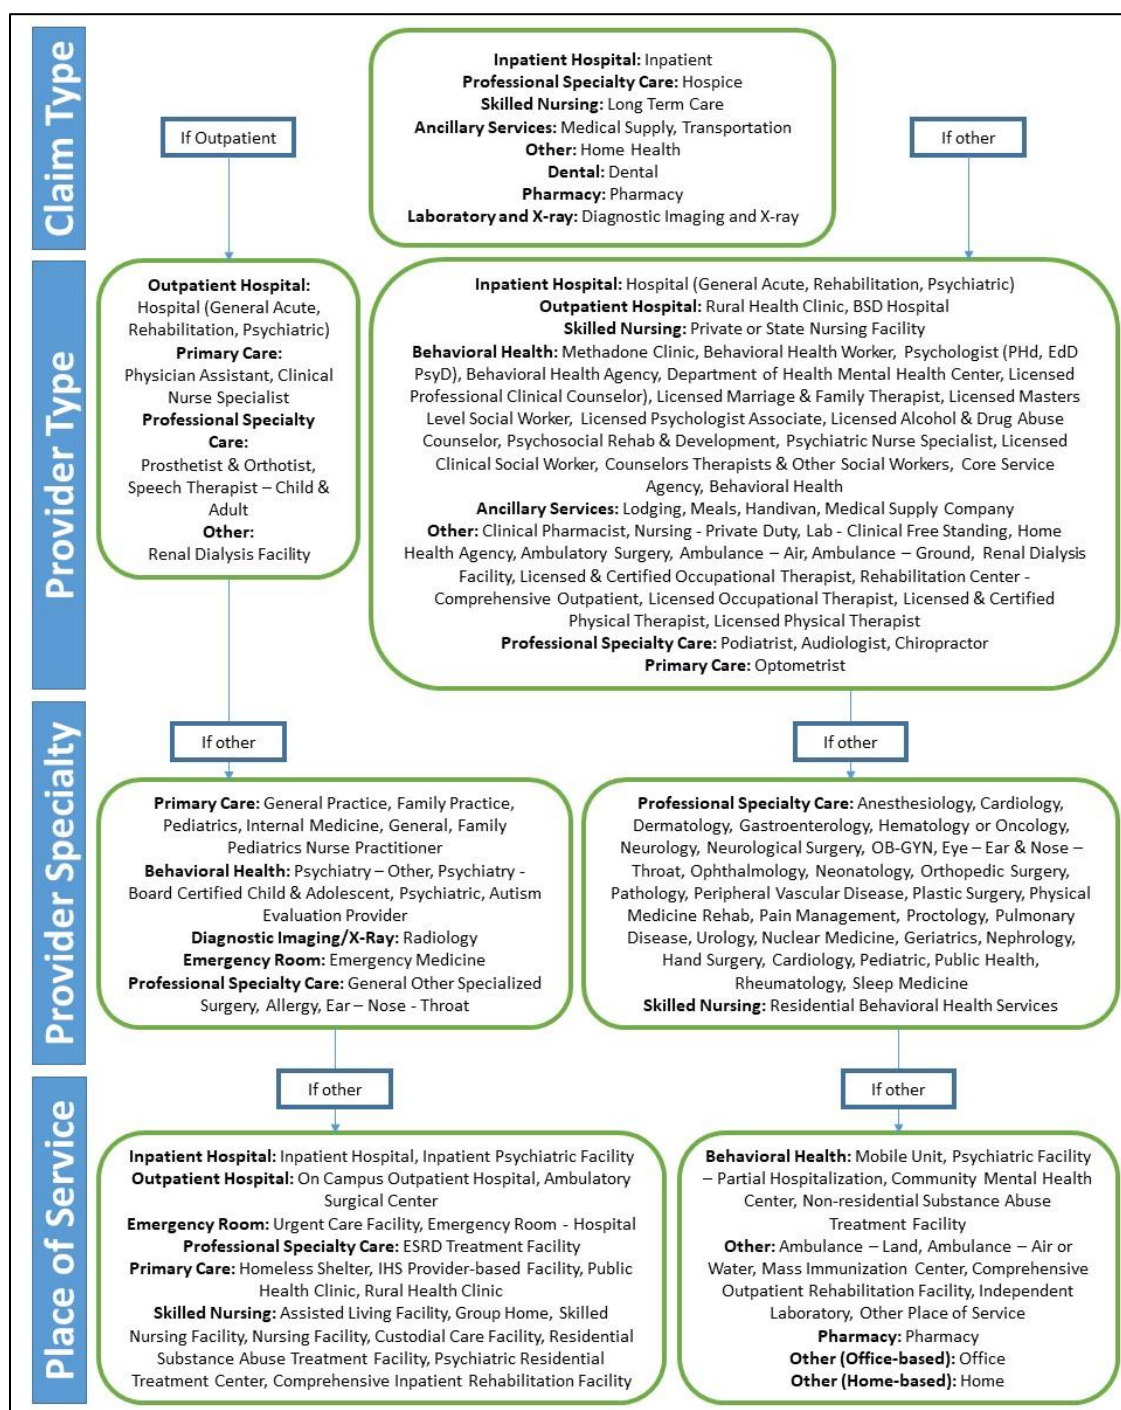 Claim Type
Inpatient Hospital: Inpatient
Professional Specialty Care: Hospice
Skilled Nursing: Long Term Care
Ancillary Services: Medical Supply, Transportation
Other: Home Health
Dental: Dental
Pharmacy: Pharmacy
Laboratory and X-ray: Diagnostic Imaging and X-ray
If Outpatient
If other
Provider Type
Outpatient Hospital:
Hospital (General Acute,
Rehabilitation, Psychiatric)
Primary Care:
Physician Assistant, Clinical
Nurse Specialist
Professional Specialty
Care:
Prosthetist & Orthotist,
Speech Therapist – Child &
Adult
Other:
Renal Dialysis Facility
Inpatient Hospital: Hospital (General Acute, Rehabilitation, Psychiatric)
Outpatient Hospital: Rural Health Clinic, BSD Hospital
Skilled Nursing: Private or State Nursing Facility
Behavioral Health: Methadone Clinic, Behavioral Health Worker, Psychologist (PHd, EdD
PsyD), Behavioral Health Agency, Department of Health Mental Health Center, Licensed
Professional Clinical Counselor), Licensed Marriage & Family Therapist, Licensed Masters
Level Social Worker, Licensed Psychologist Associate, Licensed Alcohol & Drug Abuse
Counselor, Psychosocial Rehab & Development, Psychiatric Nurse Specialist, Licensed
Clinical Social Worker, Counselors Therapists & Other Social Workers, Core Service
Agency, Behavioral Health
Ancillary Services: Lodging, Meals, Handivan, Medical Supply Company
Other: Clinical Pharmacist, Nursing - Private Duty, Lab - Clinical Free Standing, Home
Health Agency, Ambulatory Surgery, Ambulance – Air, Ambulance – Ground, Renal Dialysis
Facility, Licensed & Certified Occupational Therapist, Rehabilitation Center -
Comprehensive Outpatient, Licensed Occupational Therapist, Licensed & Certified
Physical Therapist, Licensed Physical Therapist
Professional Specialty Care: Podiatrist, Audiologist, Chiropractor
Primary Care: Optometrist
Provider Specialty
If other
If other
Primary Care: General Practice, Family Practice,
Pediatrics, Internal Medicine, General, Family
Pediatrics Nurse Practitioner
Behavioral Health: Psychiatry – Other, Psychiatry -
Board Certified Child & Adolescent, Psychiatric, Autism
Evaluation Provider
Diagnostic Imaging/X-Ray: Radiology
Emergency Room: Emergency Medicine
Professional Specialty Care: General Other Specialized
Surgery, Allergy, Ear – Nose - Throat
Professional Specialty Care: Anesthesiology, Cardiology,
Dermatology, Gastroenterology, Hematology or Oncology,
Neurology, Neurological Surgery, OB-GYN, Eye – Ear & Nose –
Throat, Ophthalmology, Neonatology, Orthopedic Surgery,
Pathology, Peripheral Vascular Disease, Plastic Surgery, Physical
Medicine Rehab, Pain Management, Proctology, Pulmonary
Disease, Urology, Nuclear Medicine, Geriatrics, Nephrology,
Hand Surgery, Cardiology, Pediatric, Public Health,
Rheumatology, Sleep Medicine
Skilled Nursing: Residential Behavioral Health Services
Place of Service
If other
If other
Inpatient Hospital: Inpatient Hospital, Inpatient Psychiatric Facility
Outpatient Hospital: On Campus Outpatient Hospital, Ambulatory
Surgical Center
Emergency Room: Urgent Care Facility, Emergency Room - Hospital
Professional Specialty Care: ESRD Treatment Facility
Primary Care: Homeless Shelter, IHS Provider-based Facility, Public
Health Clinic, Rural Health Clinic
Skilled Nursing: Assisted Living Facility, Group Home, Skilled
Nursing Facility, Nursing Facility, Custodial Care Facility, Residential
Substance Abuse Treatment Facility, Psychiatric Residential
Treatment Center, Comprehensive Inpatient Rehabilitation Facility
Behavioral Health: Mobile Unit, Psychiatric Facility
– Partial Hospitalization, Community Mental Health
Center, Non-residential Substance Abuse
Treatment Facility
Other: Ambulance – Land, Ambulance – Air or
Water, Mass Immunization Center, Comprehensive
Outpatient Rehabilitation Facility, Independent
Laboratory, Other Place of Service
Pharmacy: Pharmacy
Other (Office-based): Office
Other (Home-based): Home